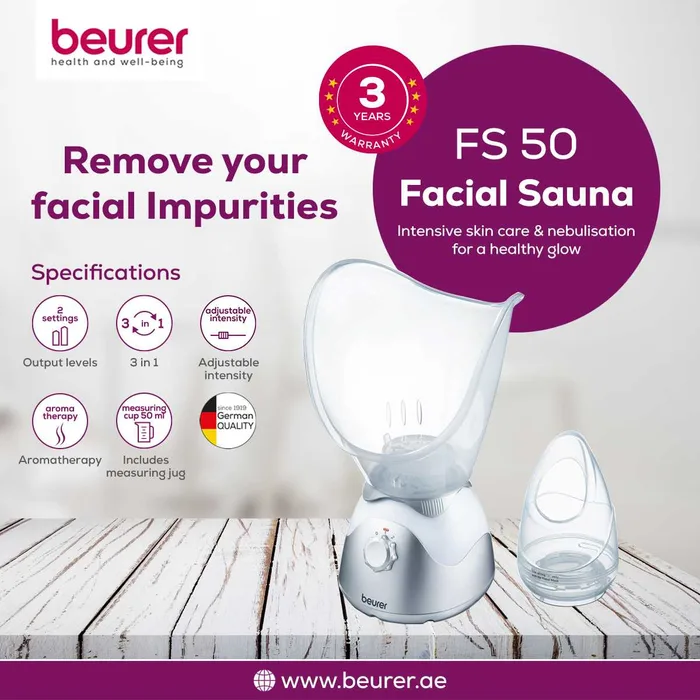 beurer
health and well-being
3
YEARS
WARRANTY
FS 50
Facial Sauna
Intensive skin care & nebulisation
for a healthy glow
Remove your
facial Impurities
Specifications
2
settings
Output levels
3 in 1
3 in 1
adjustable
intensity
Adjustable
intensity
aroma
therapy
Aromatherapy
measuring
cup 50 ml
Includes
measuring jug
since 1919
German
QUALITY
beurer
www.beurer.ae